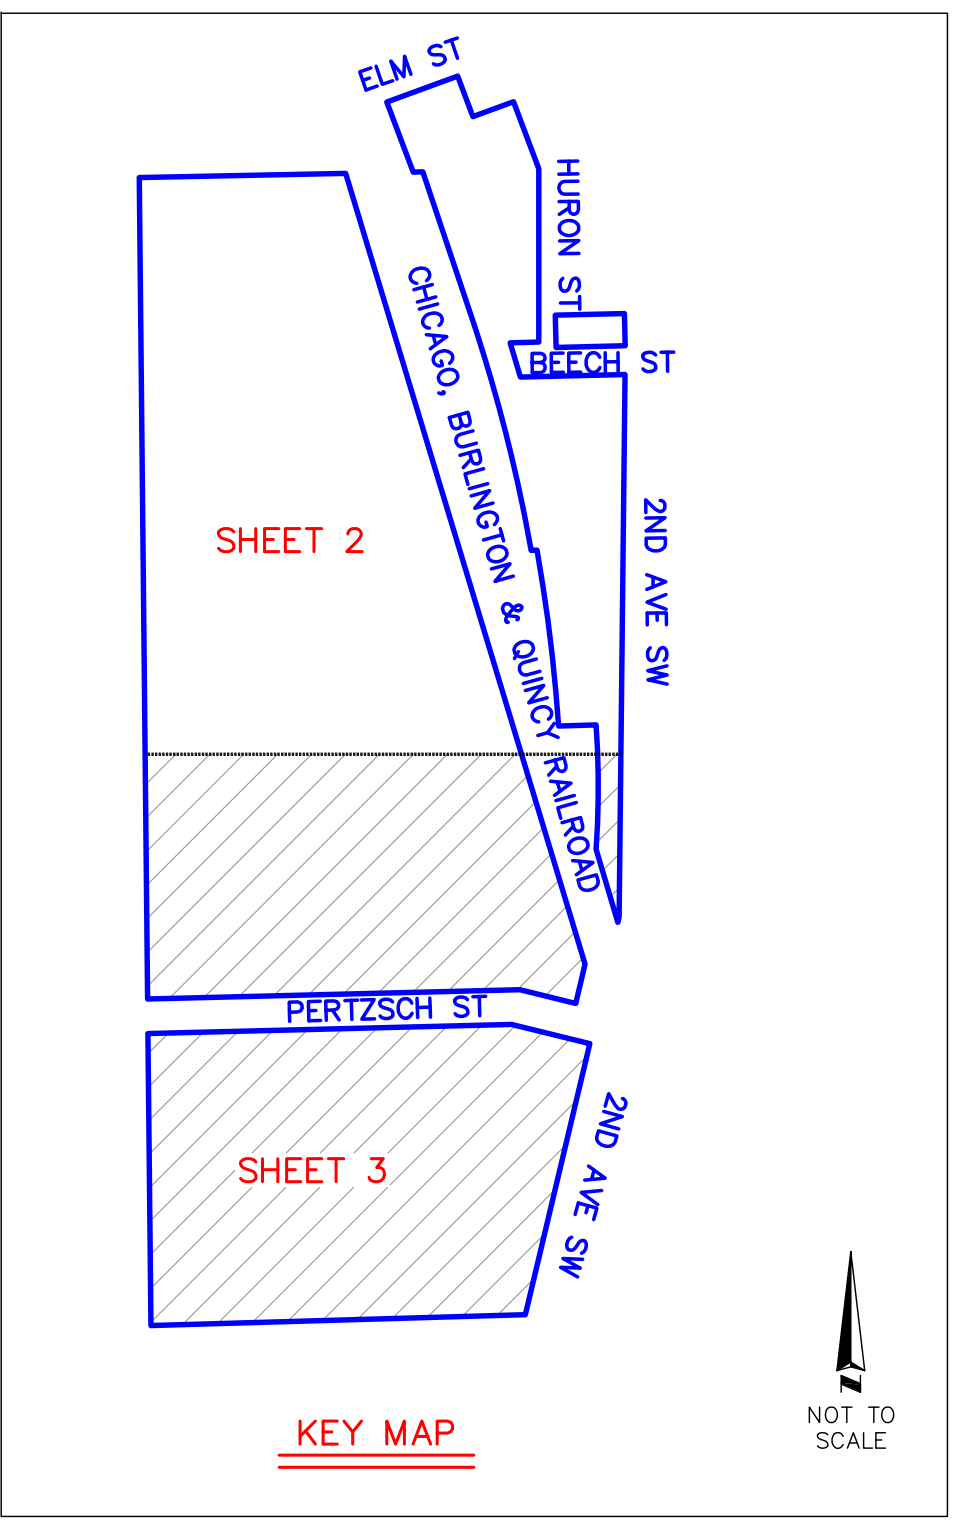 ELM ST
HURON ST
CHICAGO, BURLINGTON & QUINCY RAILROAD
BEECH ST
2ND AVE SW
SHEET 2
PERTZSCH ST
2ND AVE SW
SHEET 3
N
NOT TO
SCALE
KEY MAP